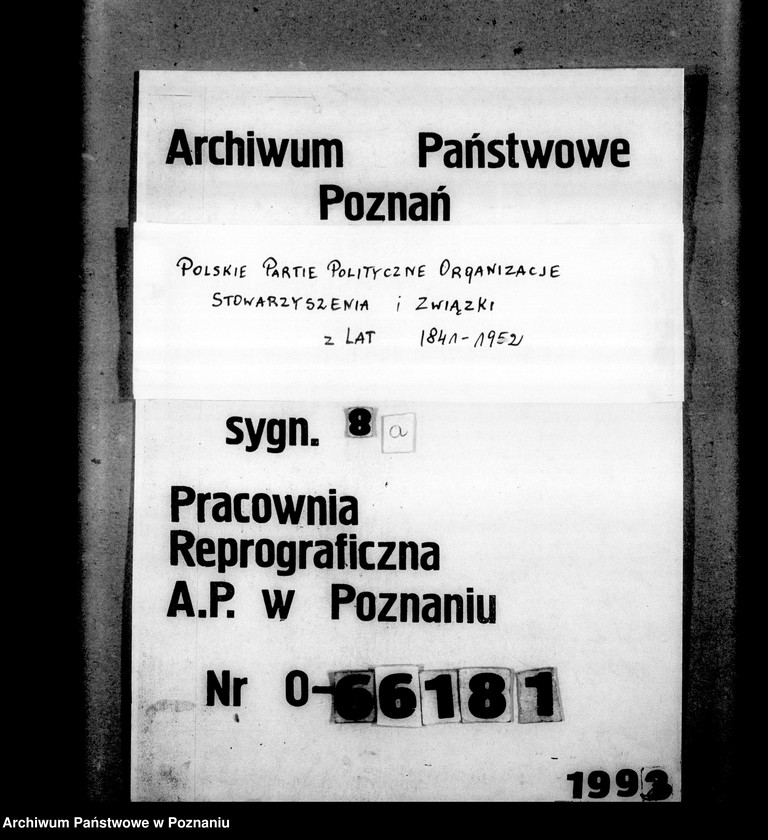 Archiwum Państwowe
Poznań
POLSKIE PARTIE POLITYCZNE ORGANIZACJE
STOWARZYSZENIA i ZWIĄZKI
z LAT 1841-1952
sygn. 8 a
Pracownia
Reprograficzna
A.P. w Poznaniu
Nr O-66181
1993
Archiwum Państwowe w Poznaniu